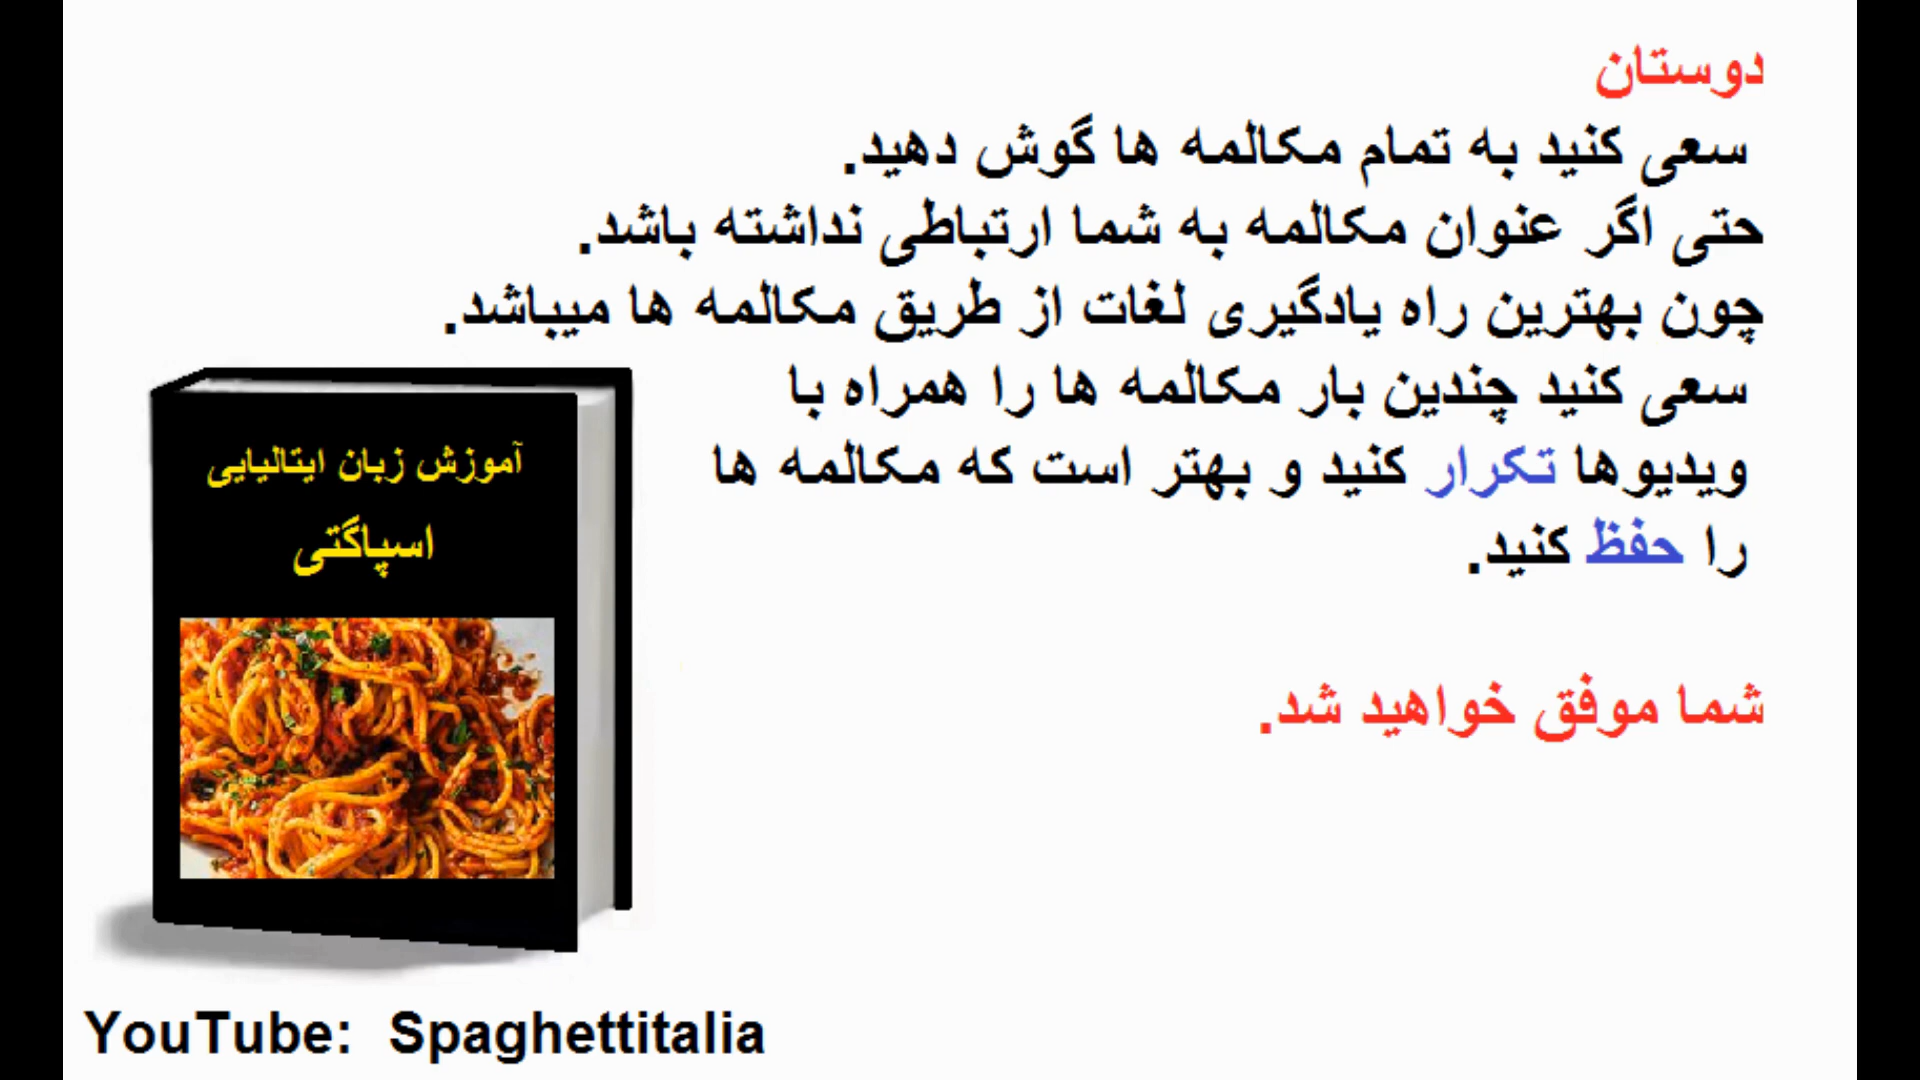 دوستان
سعی کنید به تمام مکالمه ها گوش دهید.
حتی اگر عنوان مکالمه به شما ارتباطی نداشته باشد.
چون بهترین راه یادگیری لغات از طریق مکالمه ها میباشد.
سعی کنید چندین بار مکالمه ها را همراه با
ویدیوها تکرار کنید و بهتر است که مکالمه ها
را حفظ کنید.
شما موفق خواهید شد.
آموزش زبان ایتالیایی
اسپاگتی
YouTube: Spaghettitalia